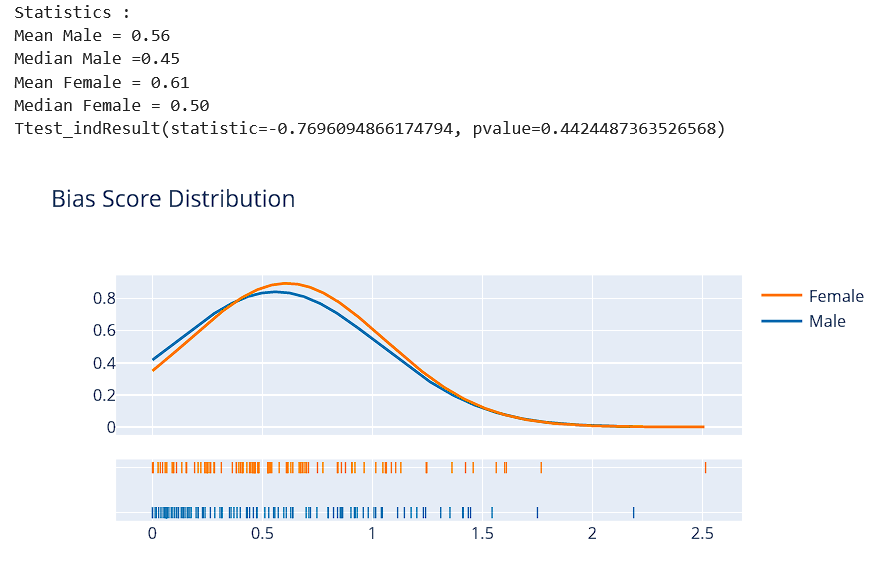 Statistics :
Mean Male = 0.56
Median Male =0.45
Mean Female = 0.61
Median Female = 0.50
Ttest_indResult(statistic=-0.7696094866174794, pvalue=0.4424487363526568)
Bias Score Distribution
0.8
0.6
0.4
0.2
0
Female
Male
0 0.5 1 1.5 2 2.5